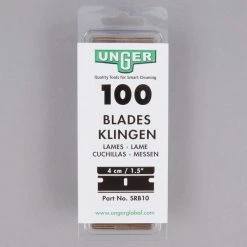 UNGER
Quality Tools for Smart Cleaning
100
BLADES
KLINGEN
LAMES - LAME
CUCHILLAS - MESSEN
4 cm / 1.5"
Part No. SRB10
www.ungerglobal.com